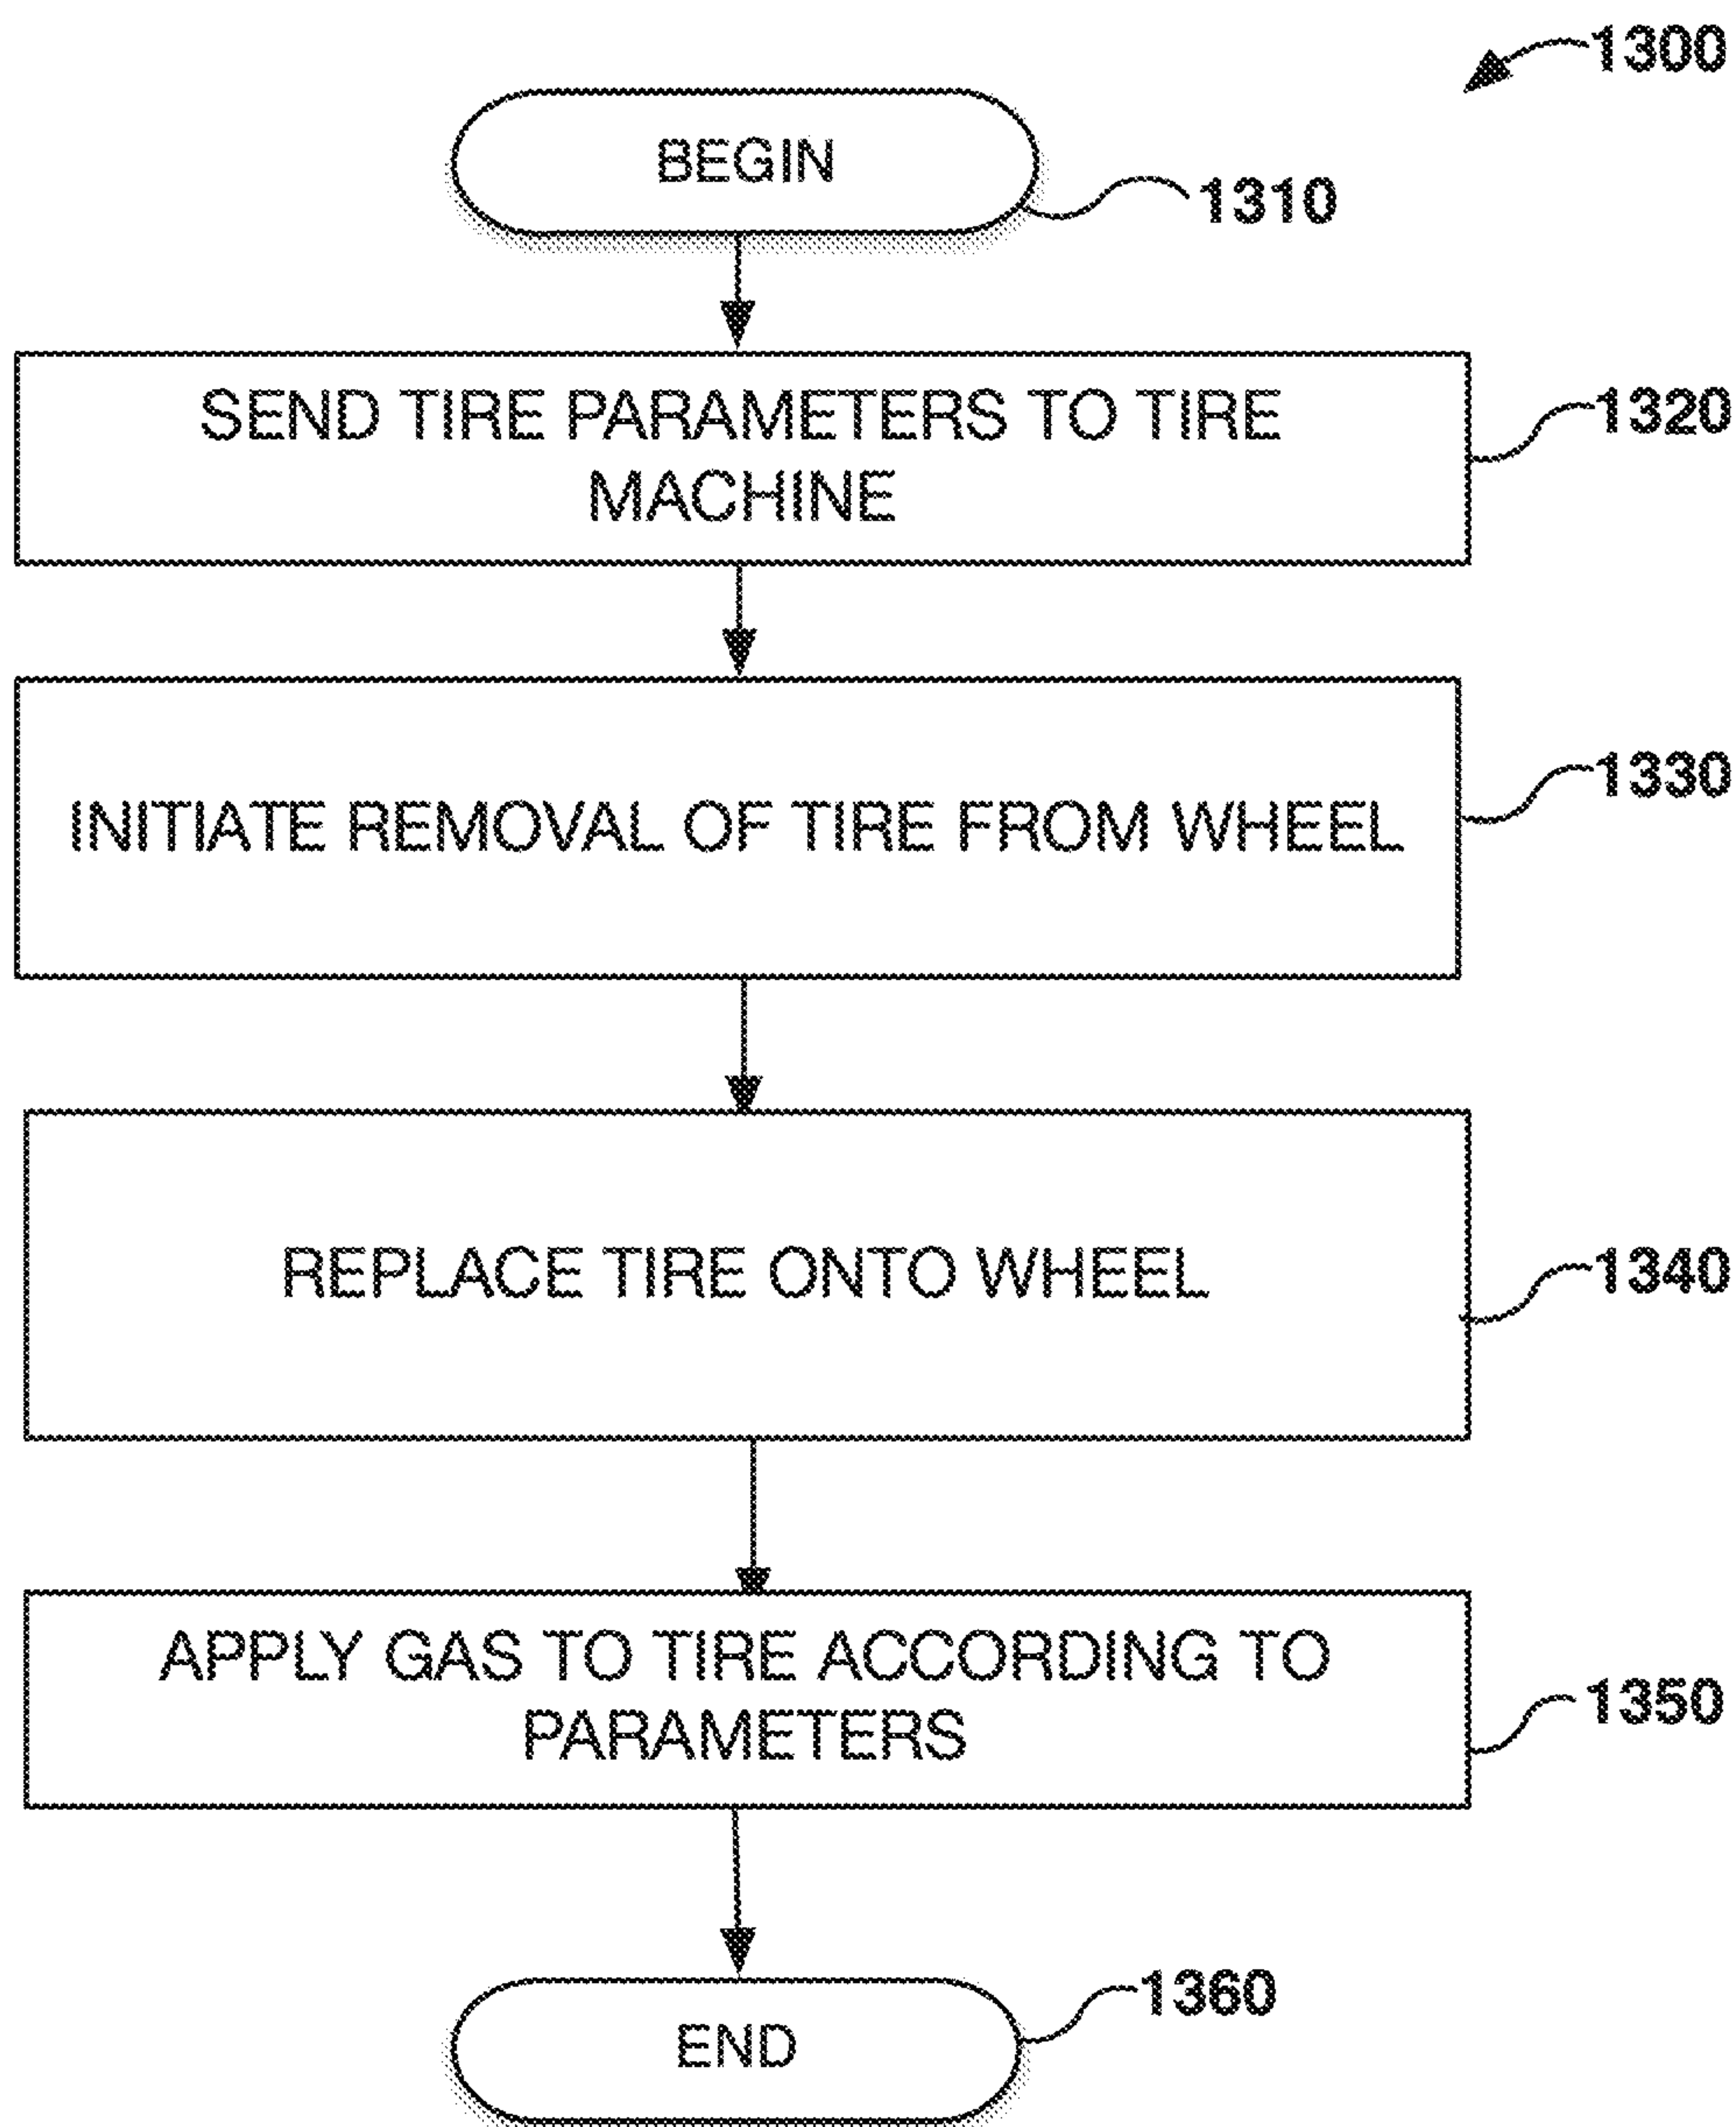 1300
BEGIN
1310
SEND TIRE PARAMETERS TO TIRE
MACHINE
1320
INITIATE REMOVAL OF TIRE FROM WHEEL
1330
REPLACE TIRE ONTO WHEEL
1340
APPLY GAS TO TIRE ACCORDING TO
PARAMETERS
1350
END
1360